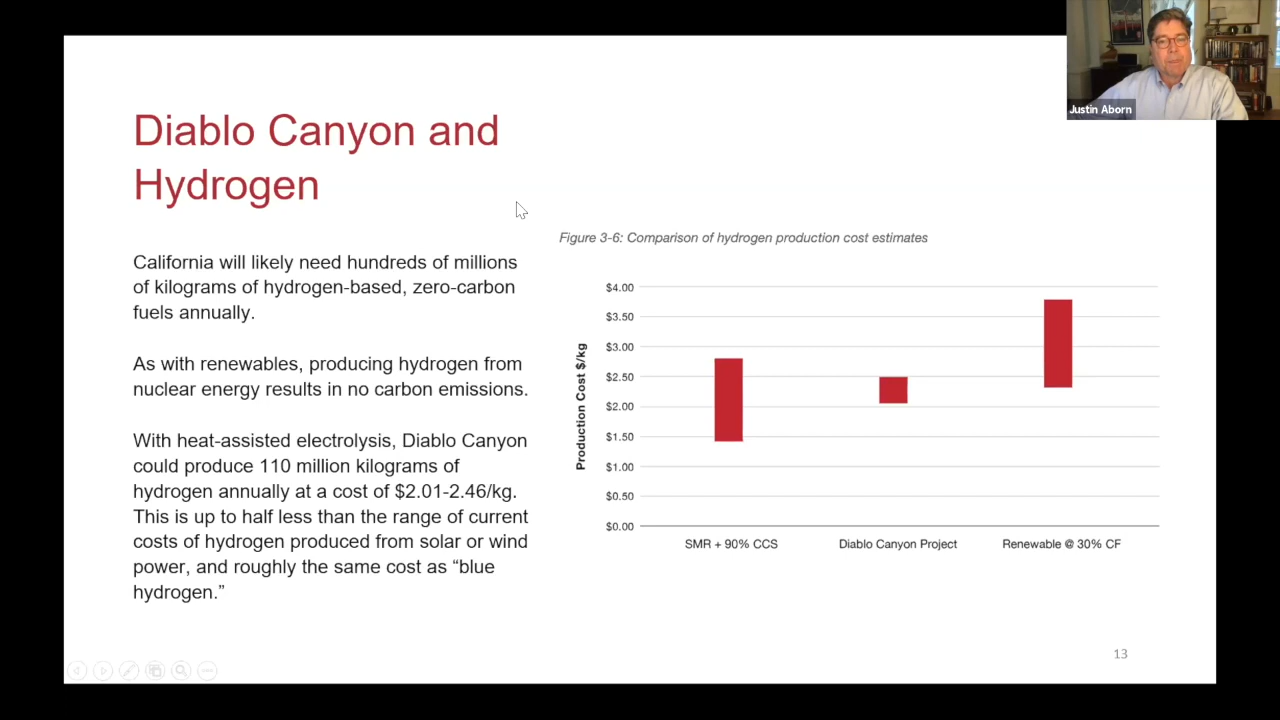 Justin Aborn
Diablo Canyon and
Hydrogen
California will likely need hundreds of millions
of kilograms of hydrogen-based, zero-carbon
fuels annually.
As with renewables, producing hydrogen from
nuclear energy results in no carbon emissions.
With heat-assisted electrolysis, Diablo Canyon
could produce 110 million kilograms of
hydrogen annually at a cost of $2.01-2.46/kg.
This is up to half less than the range of current
costs of hydrogen produced from solar or wind
power, and roughly the same cost as “blue
hydrogen.”
Figure 3-6: Comparison of hydrogen production cost estimates
Production Cost $/kg
$4.00
$3.50
$3.00
$2.50
$2.00
$1.50
$1.00
$0.50
$0.00
SMR + 90% CCS
Diablo Canyon Project
Renewable @ 30% CF
13